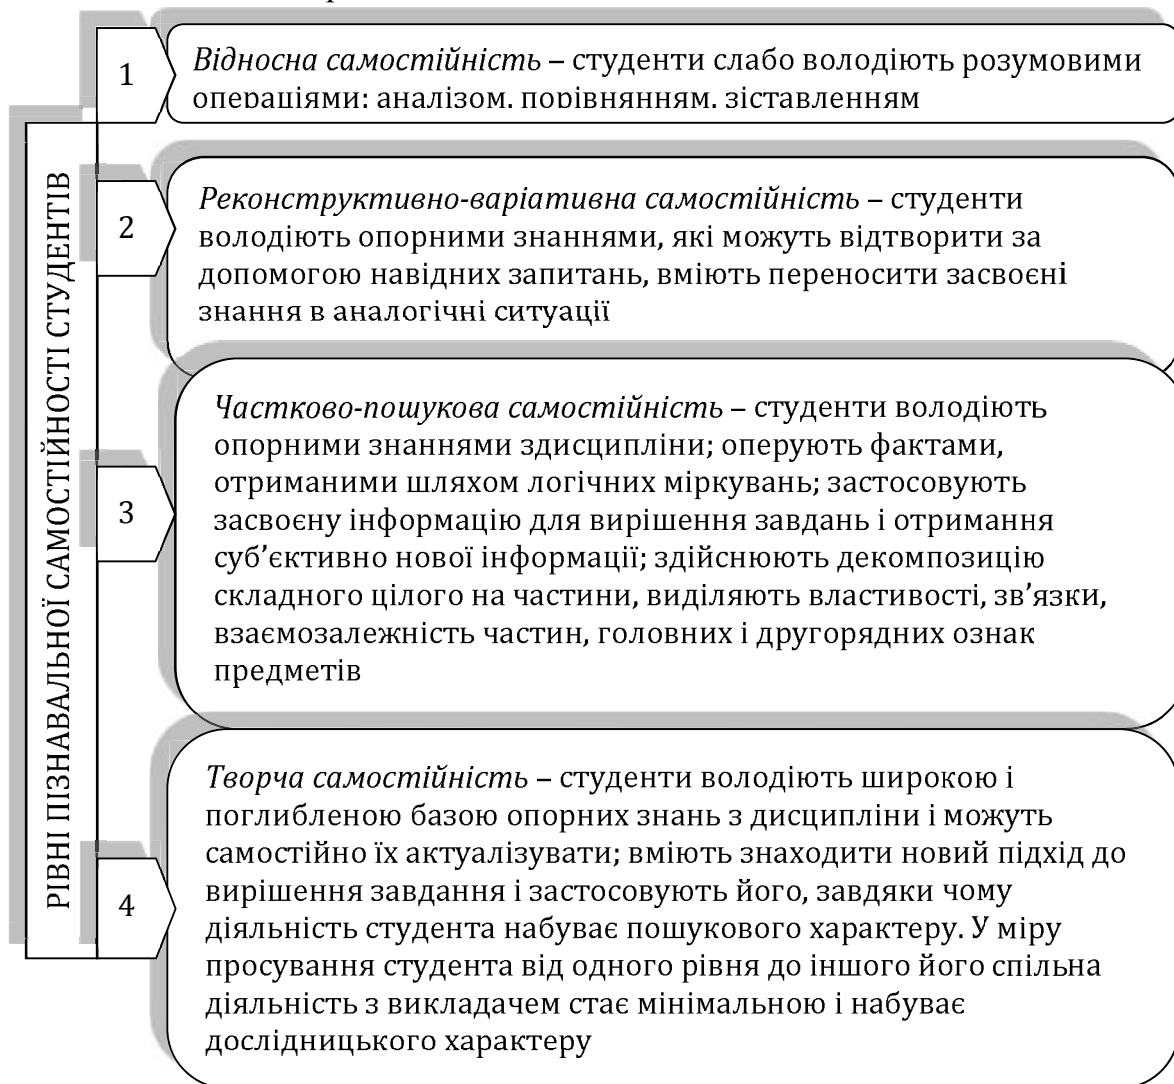 РІВНІ ПІЗНАВАЛЬНОЇ САМОСТІЙНОСТІ СТУДЕНТІВ
1
Відносна самостійність – студенти слабо володіють розумовими
операціями: аналізом, порівнянням, зіставленням
2
Реконструктивно-варіативна самостійність – студенти
володіють опорними знаннями, які можуть відтворити за
допомогою навідних запитань, вміють переносити засвоєні
знання в аналогічні ситуації
3
Частково-пошукова самостійність – студенти володіють
опорними знаннями здисципліни; оперують фактами,
отриманими шляхом логічних міркувань; застосовують
засвоєну інформацію для вирішення завдань і отримання
суб’єктивно нової інформації; здійснюють декомпозицію
складного цілого на частини, виділяють властивості, зв’язки,
взаємозалежність частин, головних і другорядних ознак
предметів
4
Творча самостійність – студенти володіють широкою і
поглибленою базою опорних знань з дисципліни і можуть
самостійно їх актуалізувати; вміють знаходити новий підхід до
вирішення завдання і застосовують його, завдяки чому
діяльність студента набуває пошукового характеру. У міру
просування студента від одного рівня до іншого його спільна
діяльність з викладачем стає мінімальною і набуває
дослідницького характеру